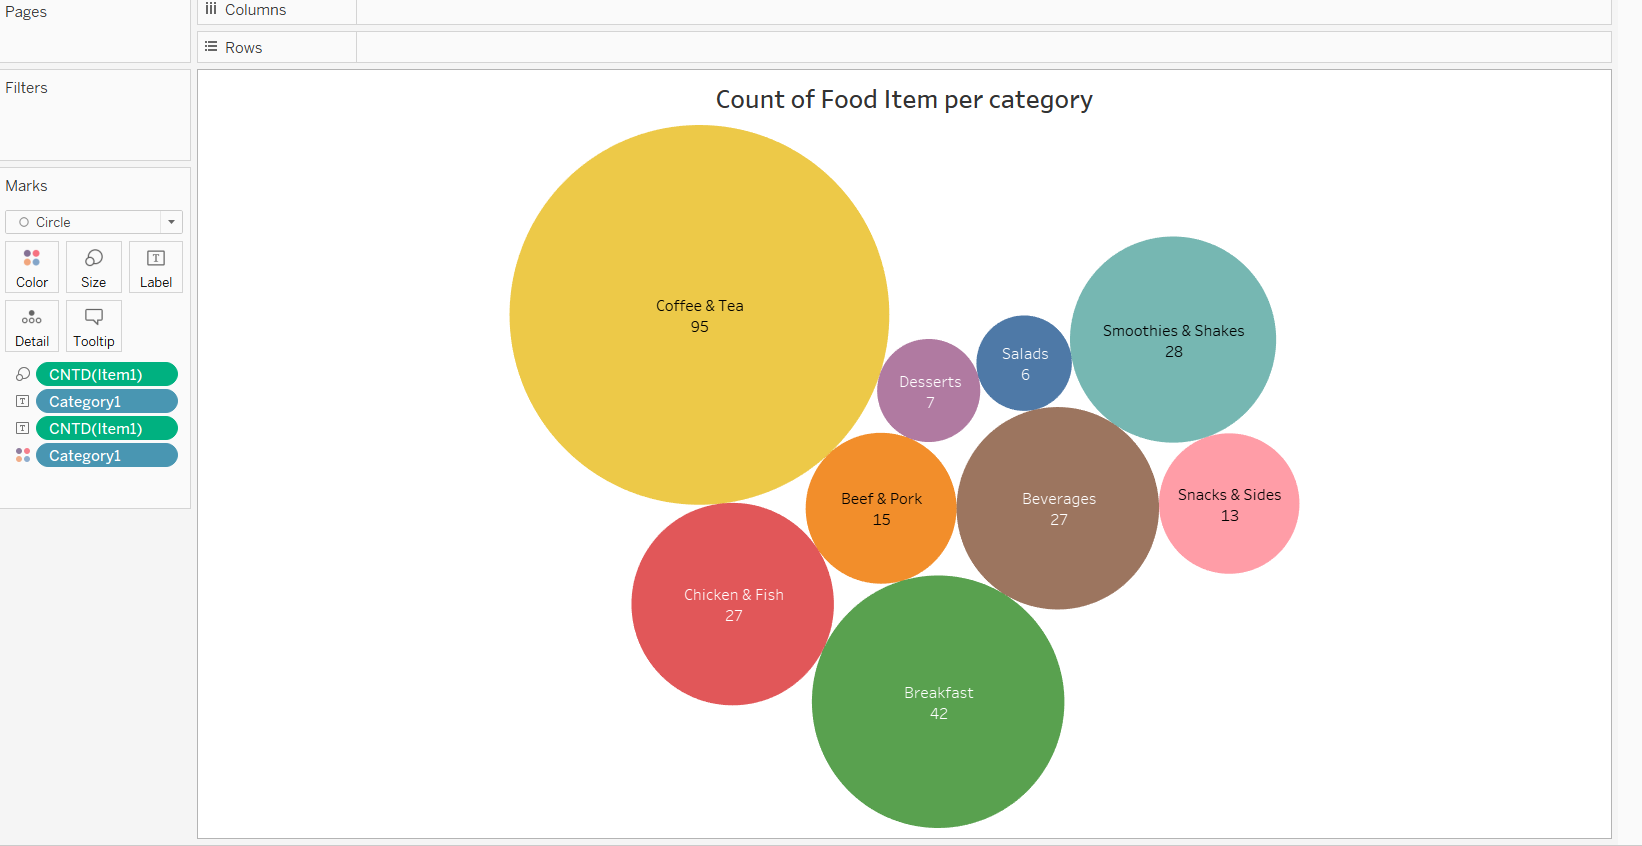 Pages
Columns
Rows
Filters
Marks
Circle
Color
Size
Label
Detail
Tooltip
CNTD(Item1)
Category1
CNTD(Item1)
Category1
Count of Food Item per category
Coffee & Tea
95
Smoothies & Shakes
28
Salads
6
Desserts
7
Beef & Pork
15
Beverages
27
Snacks & Sides
13
Chicken & Fish
27
Breakfast
42